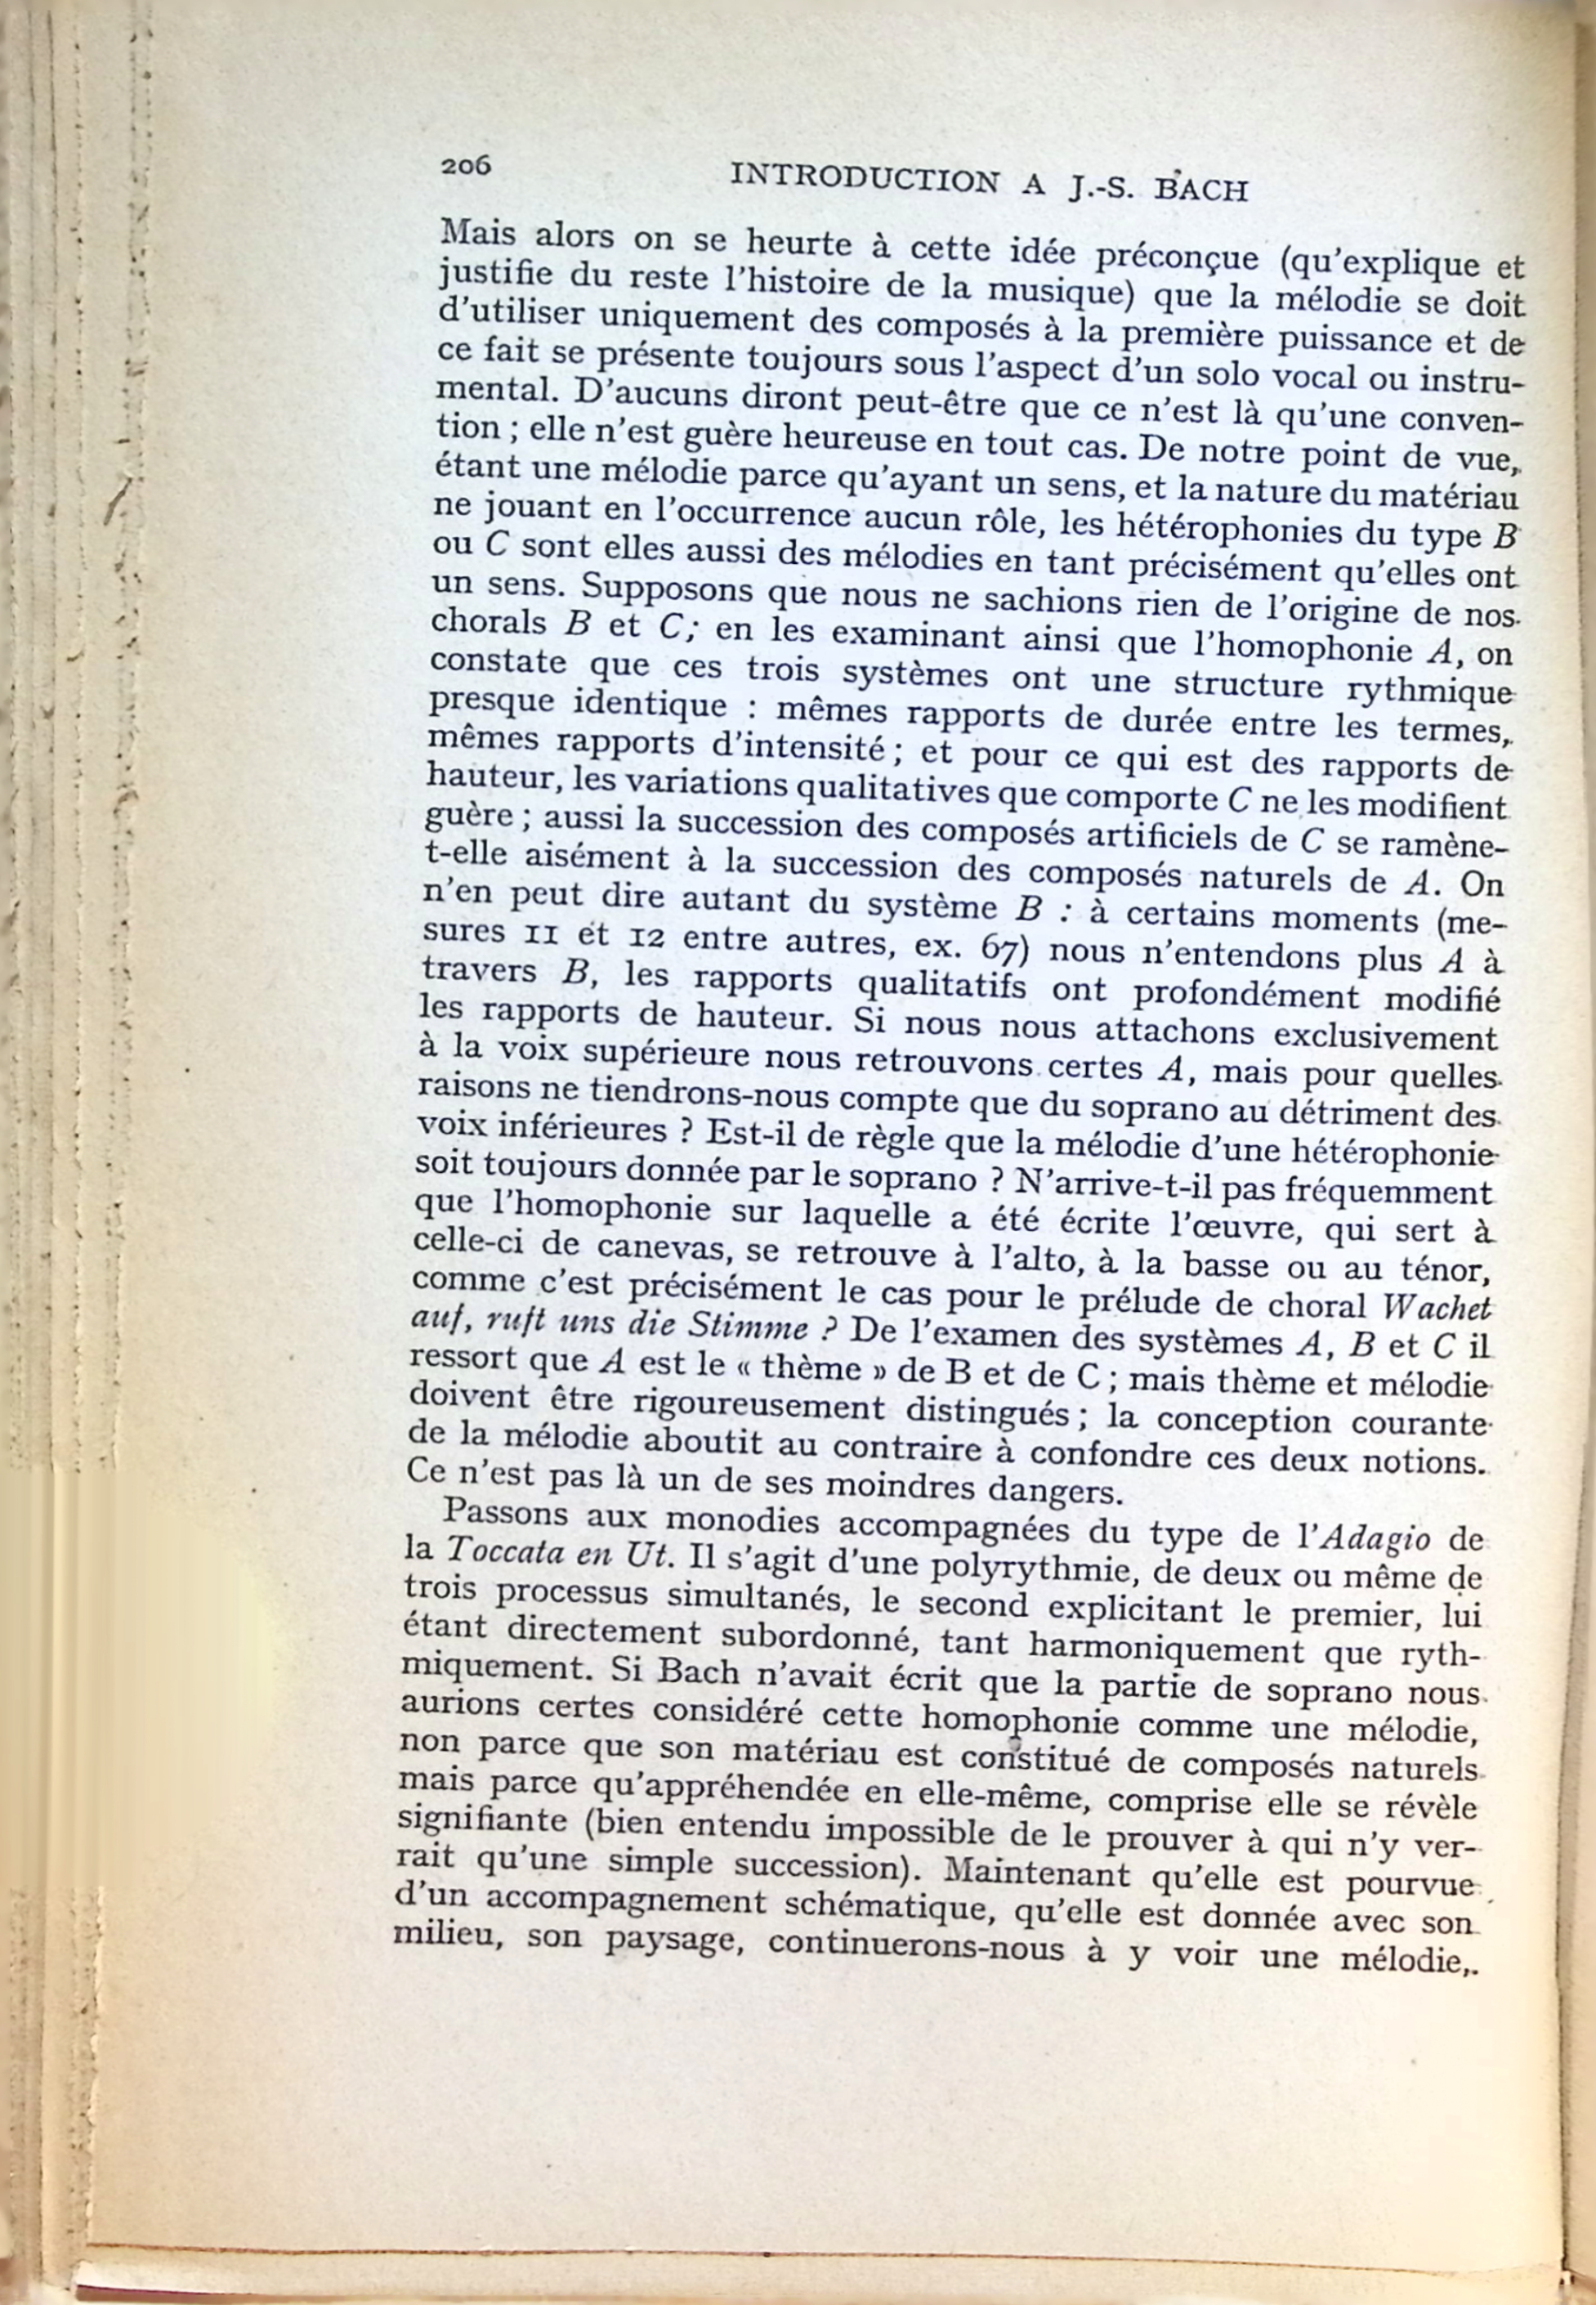 206
INTRODUCTION A J.-S. BACH
Mais alors on se heurte à cette idée préconçue (qu'explique et
justifie du reste l'histoire de la musique) que la mélodie se doit
d'utiliser uniquement des composés à la première puissance et de
ce fait se présente toujours sous l'aspect d'un solo vocal ou instru-
mental. D'aucuns diront peut-être que ce n'est là qu'une conven-
tion ; elle n'est guère heureuse en tout cas. De notre point de vue,
étant une mélodie parce qu'ayant un sens, et la nature du matériau
ne jouant en l'occurrence aucun rôle, les hétérophonies du type B
ou C sont elles aussi des mélodies en tant précisément qu'elles ont
un sens. Supposons que nous ne sachions rien de l'origine de nos
chorals B et C; en les examinant ainsi que l'homophonie A, on
constate que ces trois systèmes ont une structure rythmique
presque identique : mêmes rapports de durée entre les termes,
mêmes rapports d'intensité ; et pour ce qui est des rapports de
hauteur, les variations qualitatives que comporte C ne les modifient
guère ; aussi la succession des composés artificiels de C se ramène-
t-elle aisément à la succession des composés naturels de A. On
n'en peut dire autant du système B : à certains moments (me-
sures 11 et 12 entre autres, ex. 67) nous n'entendons plus A à
travers B, les rapports qualitatifs ont profondément modifié
les rapports de hauteur. Si nous nous attachons exclusivement
à la voix supérieure nous retrouvons certes A, mais pour quelles
raisons ne tiendrons-nous compte que du soprano au détriment des
voix inférieures ? Est-il de règle que la mélodie d'une hétérophonie
soit toujours donnée par le soprano ? N'arrive-t-il pas fréquemment
que l'homophonie sur laquelle a été écrite l'œuvre, qui sert à
celle-ci de canevas, se retrouve à l'alto, à la basse ou au ténor,
comme c'est précisément le cas pour le prélude de choral Wachet
auf, ruft uns die Stimme ? De l'examen des systèmes A, B et C il
ressort que A est le « thème » de B et de C ; mais thème et mélodie
doivent être rigoureusement distingués ; la conception courante
de la mélodie aboutit au contraire à confondre ces deux notions.
Ce n'est pas là un de ses moindres dangers.
Passons aux monodies accompagnées du type de l'Adagio de
la Toccata en Ut. Il s'agit d'une polyrythmie, de deux ou même de
trois processus simultanés, le second explicitant le premier, lui
étant directement subordonné, tant harmoniquement que ryth-
miquement. Si Bach n'avait écrit que la partie de soprano nous
aurions certes considéré cette homophonie comme une mélodie,
non parce que son matériau est constitué de composés naturels
mais parce qu'appréhendée en elle-même, comprise elle se révèle
signifiante (bien entendu impossible de le prouver à qui n'y ver-
rait qu'une simple succession). Maintenant qu'elle est pourvue
d'un accompagnement schématique, qu'elle est donnée avec son
milieu, son paysage, continuerons-nous à y voir une mélodie,